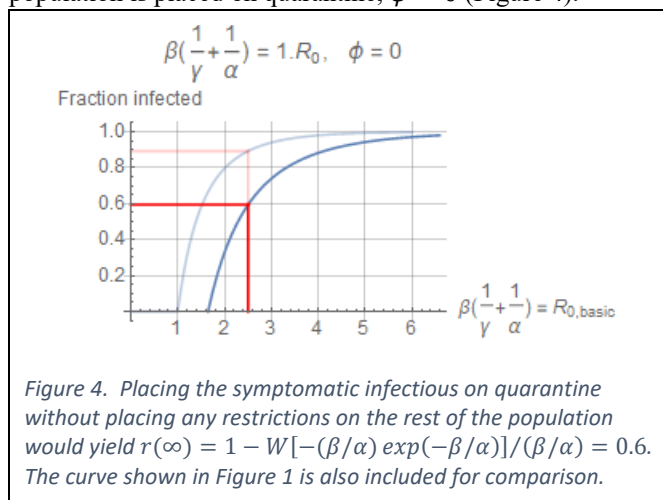 population is placed on quarantine, 𝜙 = 0 (Figure 4).
β(1/γ + 1/α) = 1.R₀, ϕ = 0
Fraction infected
1.0
0.8
0.6
0.4
0.2
1 2 3 4 5 6
β(1/γ + 1/α) = R₀,basic
Figure 4. Placing the symptomatic infectious on quarantine
without placing any restrictions on the rest of the population
would yield r(∞) = 1 − W[−(β/α) exp(−β/α)]/(β/α) = 0.6.
The curve shown in Figure 1 is also included for comparison.